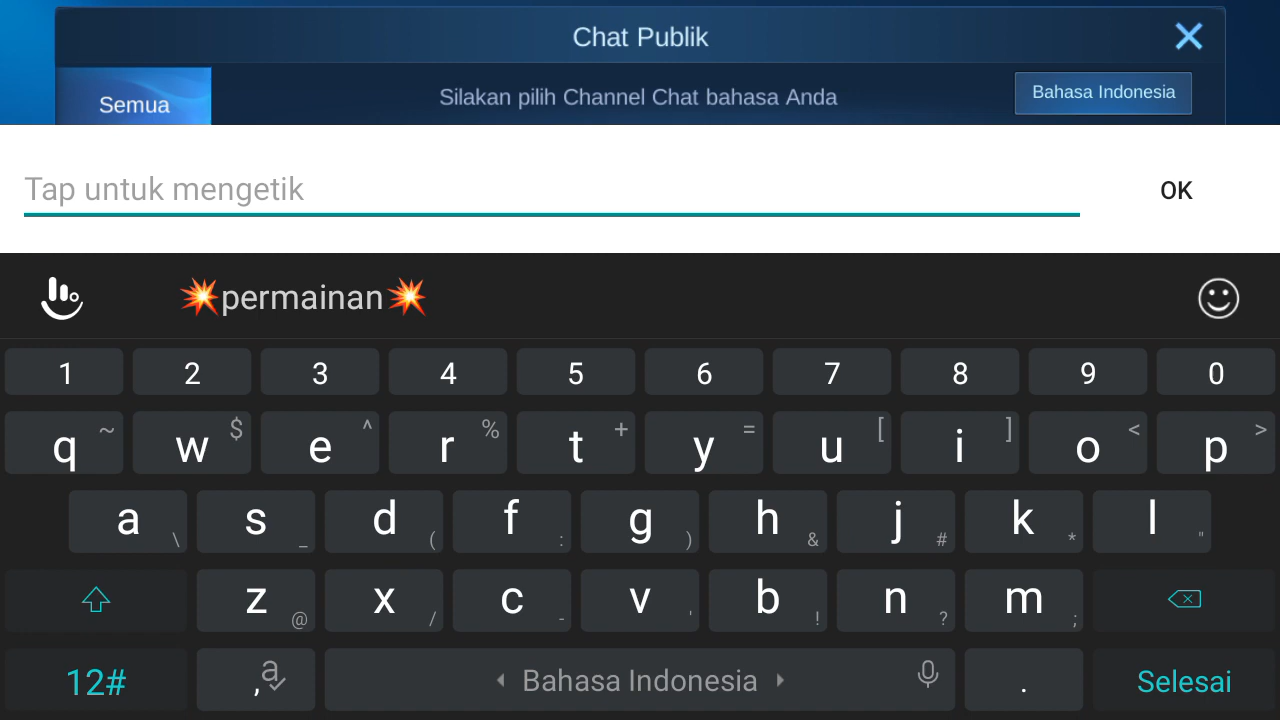 Chat Publik
Semua
Silakan pilih Channel Chat bahasa Anda
Bahasa Indonesia
Tap untuk mengetik
OK
💥permainan💥
1 2 3 4 5 6 7 8 9 0
q ~ w $ e ^ r % t + y = u [ i ] o < p >
a \ s _ d ( f : g ) h & j # k * l "
z @ x / c - v ' b ! n ? m ;
12# , a Bahasa Indonesia . Selesai